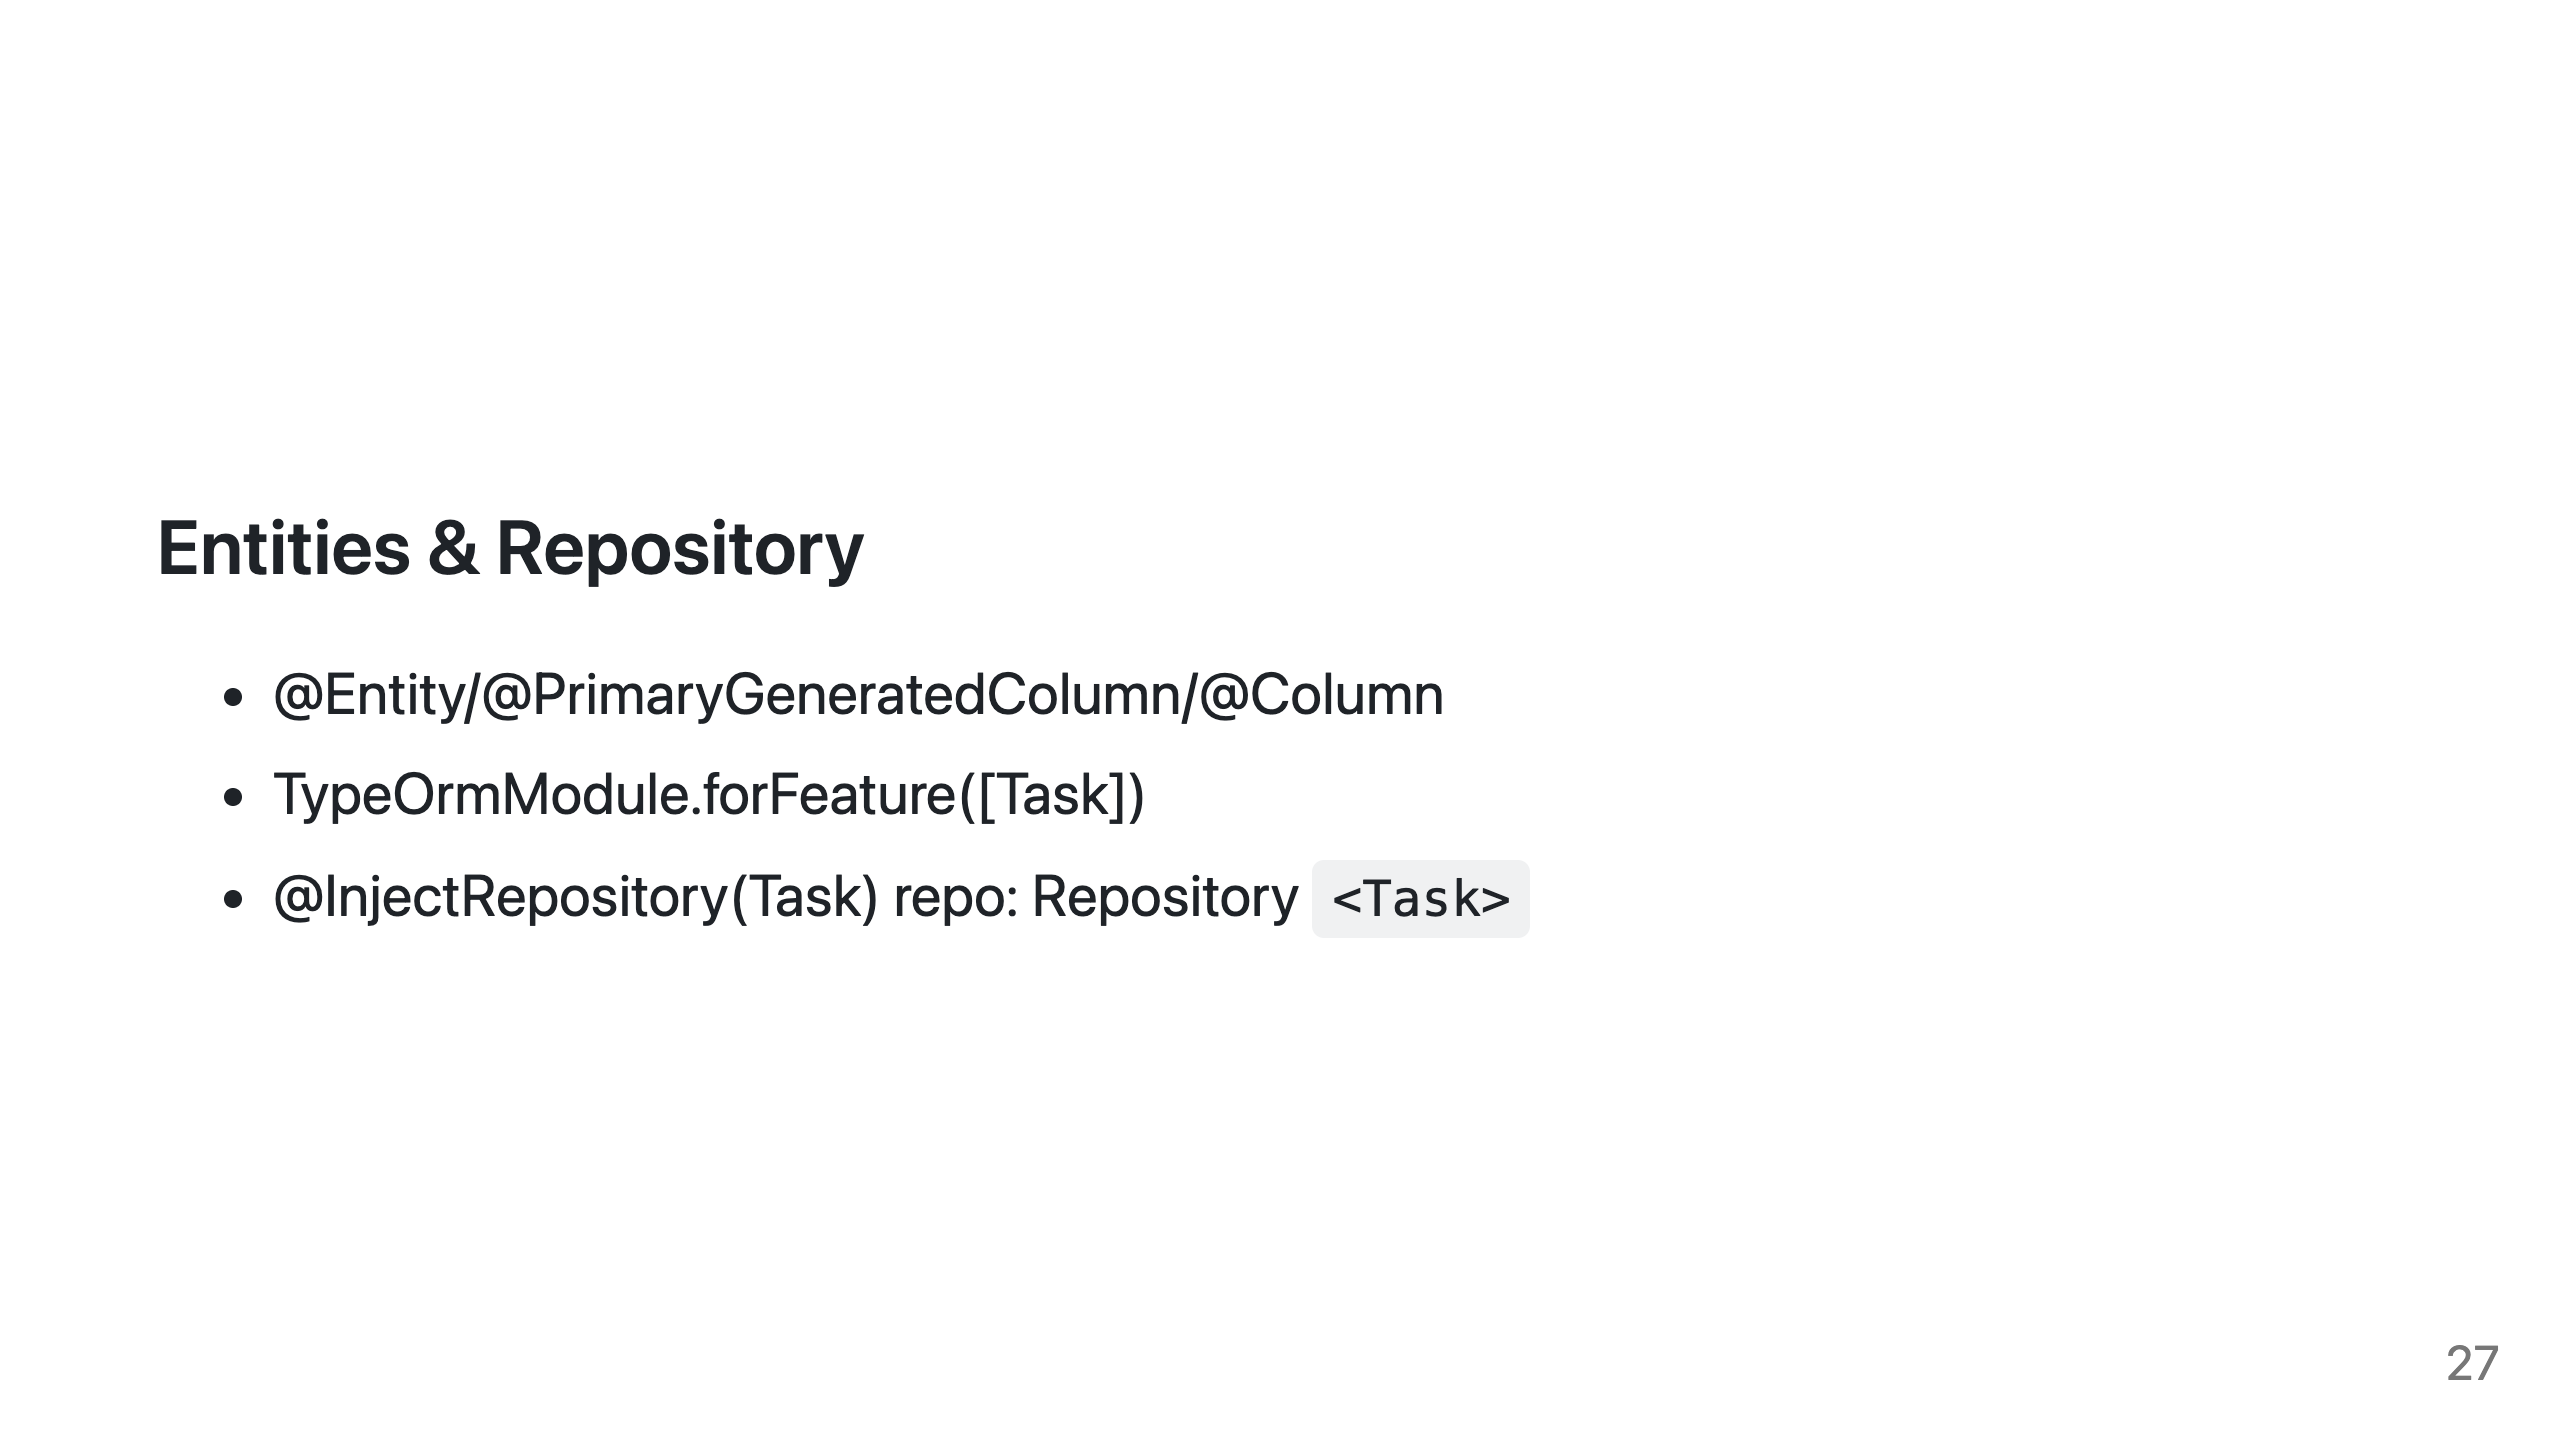 Entities & Repository
• @Entity/@PrimaryGeneratedColumn/@Column
• TypeOrmModule.forFeature([Task])
• @InjectRepository(Task) repo: Repository <Task>
27